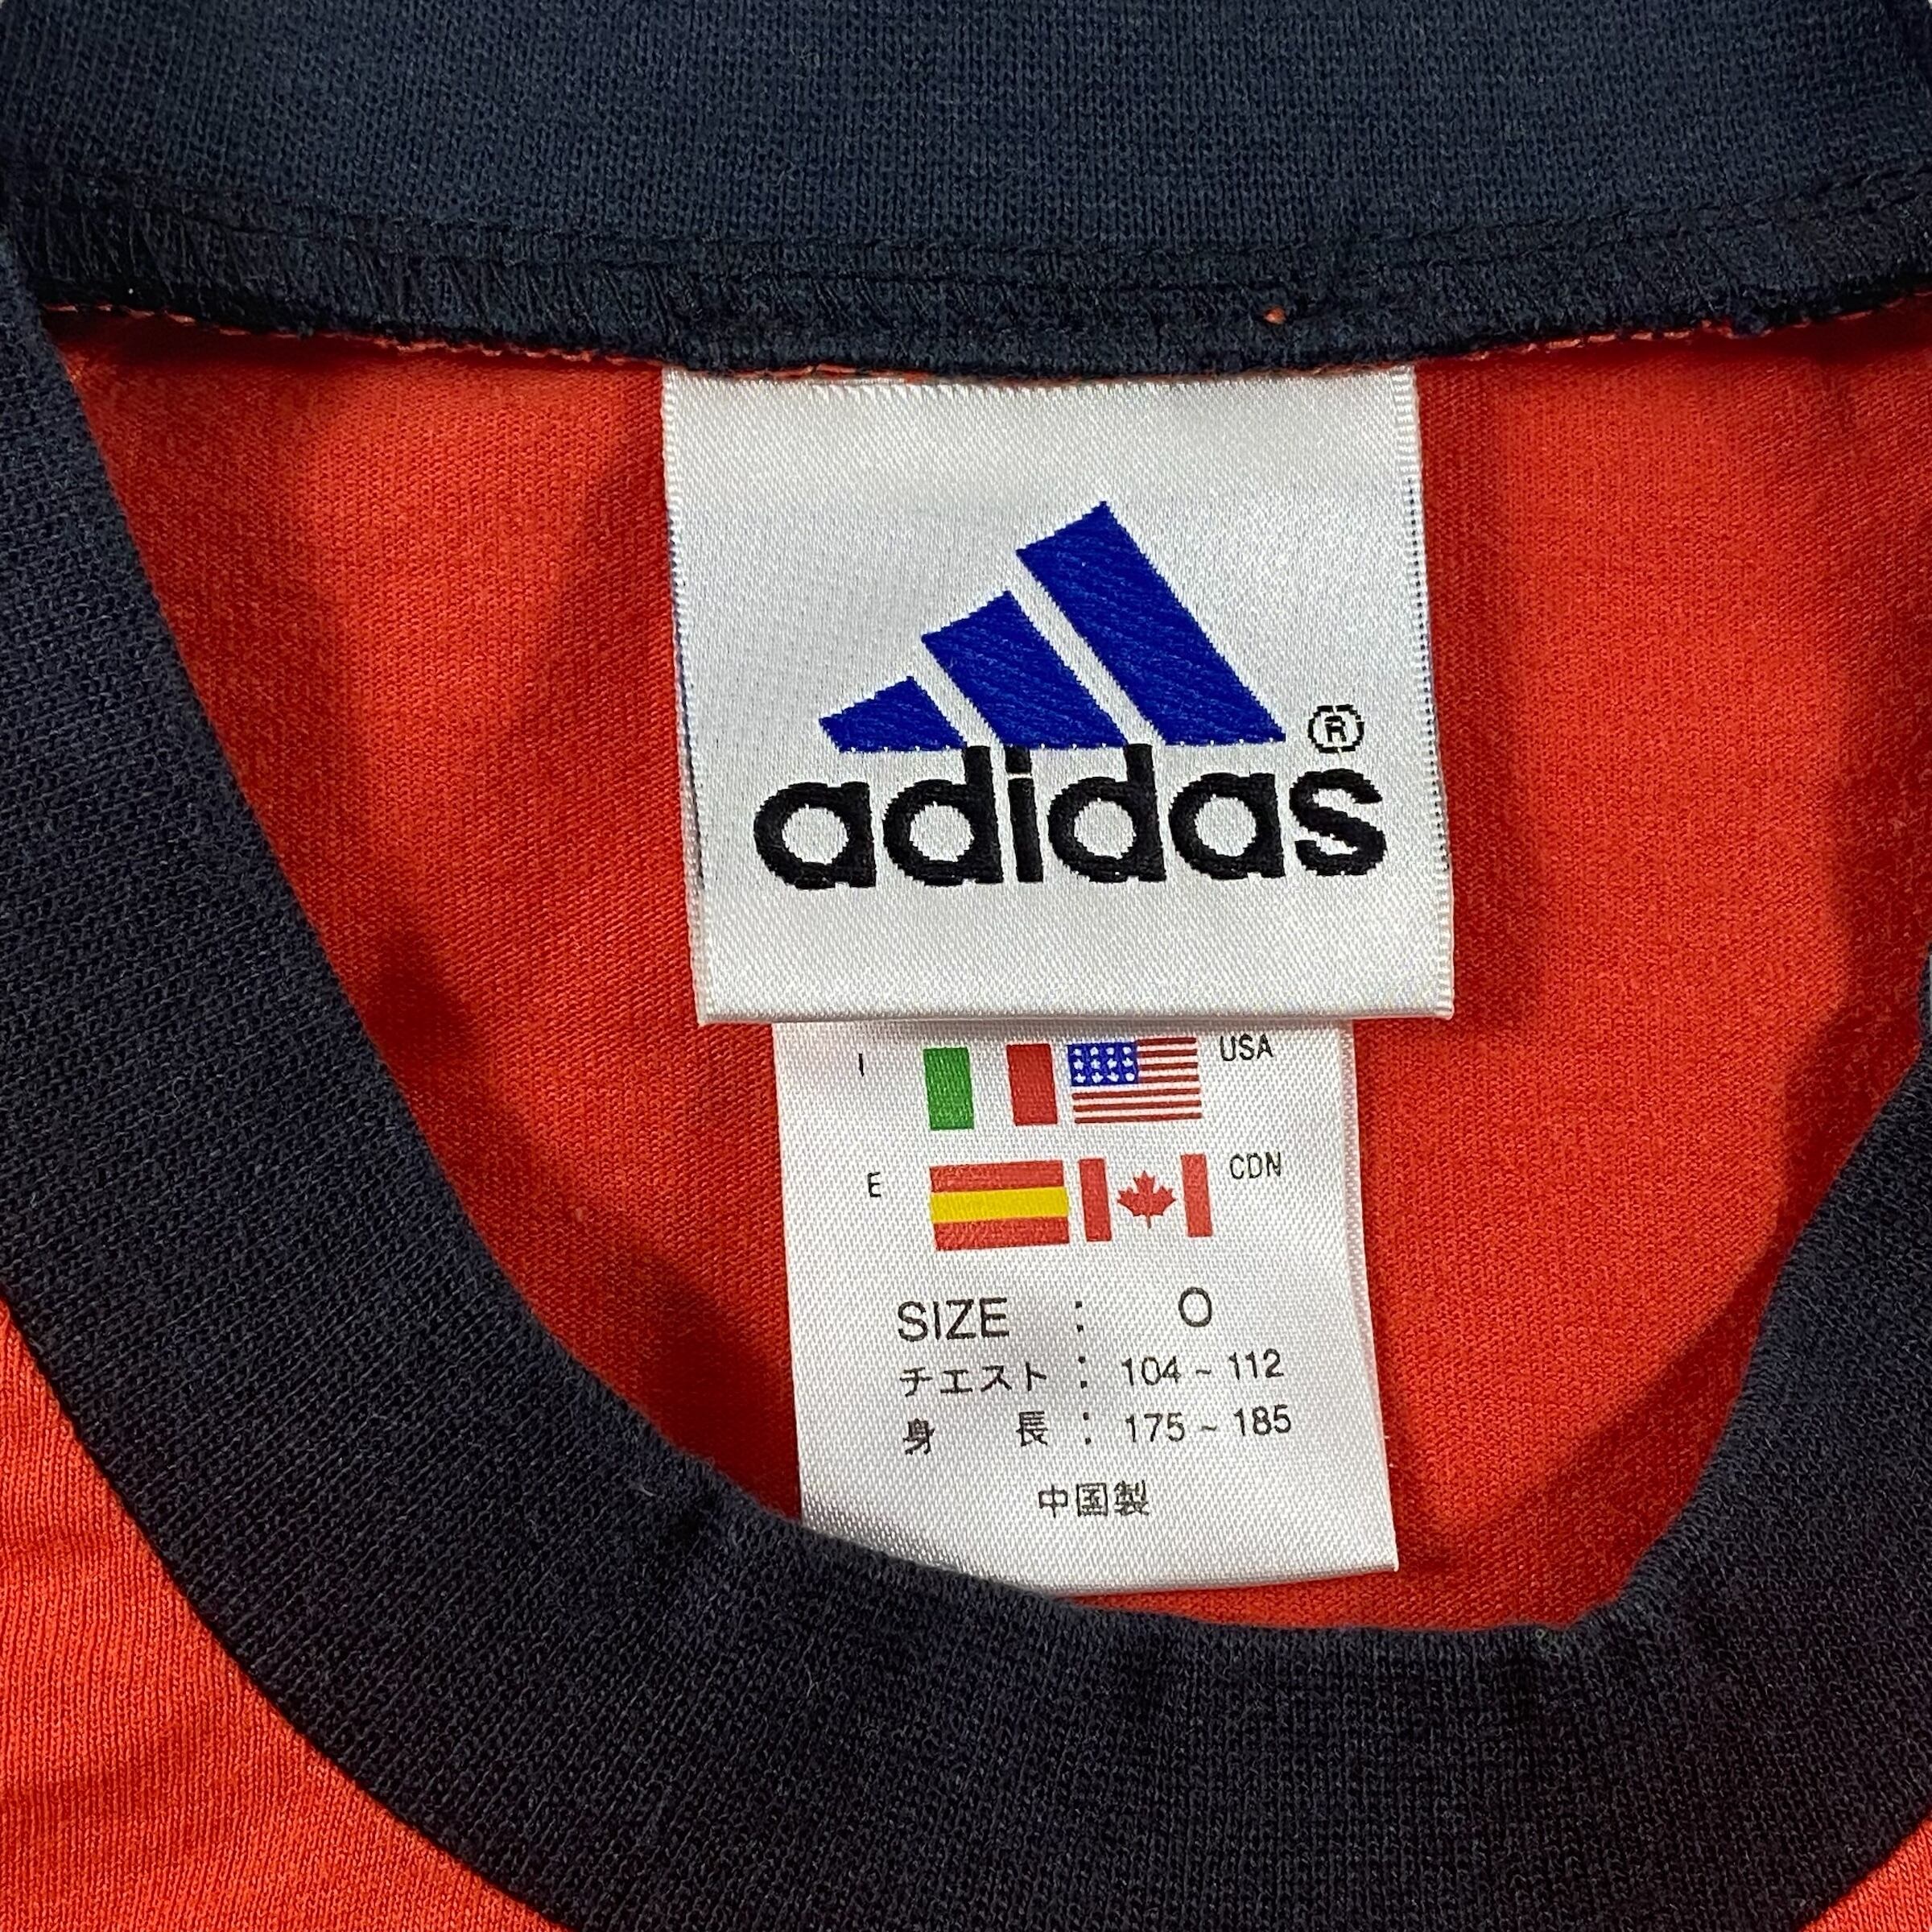 ®
adidas
I USA
E CDN
SIZE : O
チエスト : 104 ~ 112
身 長 : 175 ~ 185
中国製